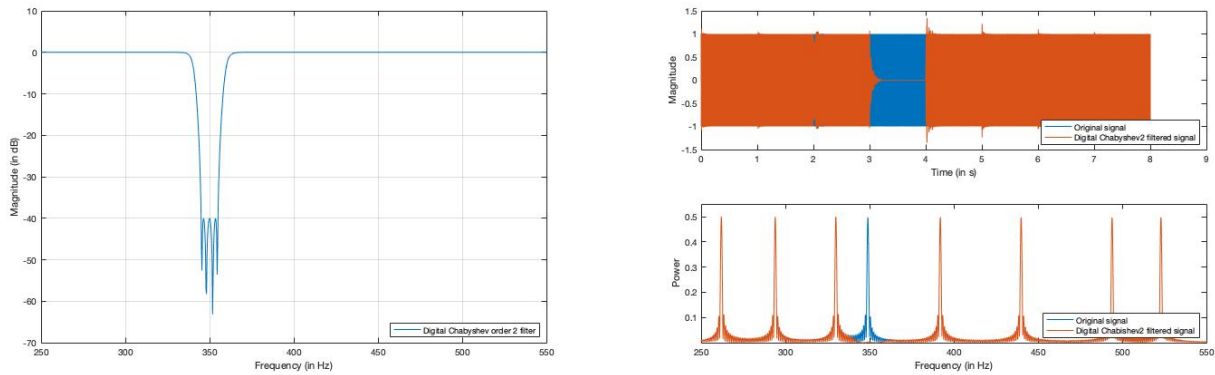 10
0
-10
-20
-30
-40
-50
-60
-70
Magnitude (in dB)
250 300 350 400 450 500 550
Frequency (in Hz)
Digital Chabyshev order 2 filter
1.5
1
0.5
0
-0.5
-1
-1.5
Magnitude
0 1 2 3 4 5 6 7 8 9
Time (in s)
Original signal
Digital Chabyshev2 filtered signal
0.5
0.4
0.3
0.2
0.1
Power
250 300 350 400 450 500 550
Frequency (in Hz)
Original signal
Digital Chabishev2 filtered signal